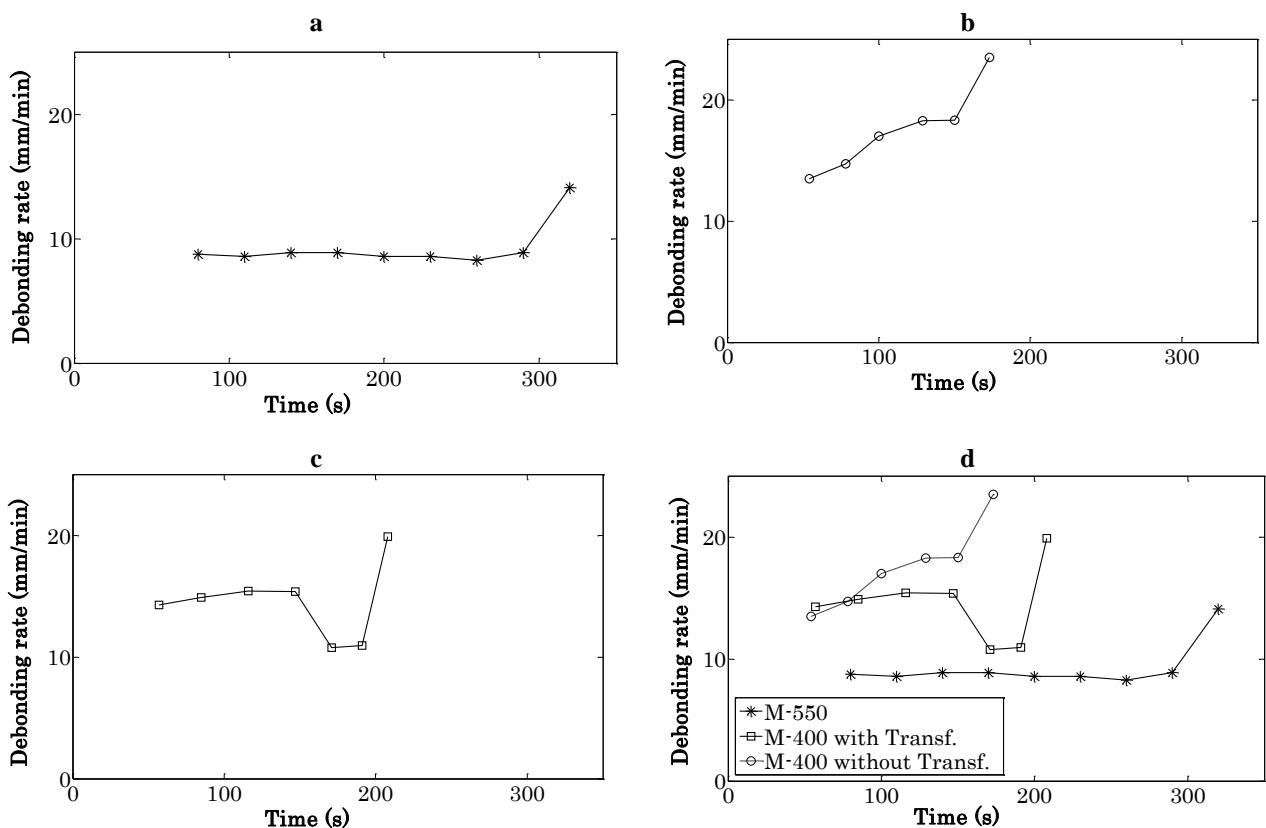 a
Debonding rate (mm/min)
20
10
0
0 100 200 300
Time (s)
b
Debonding rate (mm/min)
20
10
0
0 100 200 300
Time (s)
c
Debonding rate (mm/min)
20
10
0
0 100 200 300
Time (s)
d
Debonding rate (mm/min)
20
10
0
M-550
M-400 with Transf.
M-400 without Transf.
0 100 200 300
Time (s)